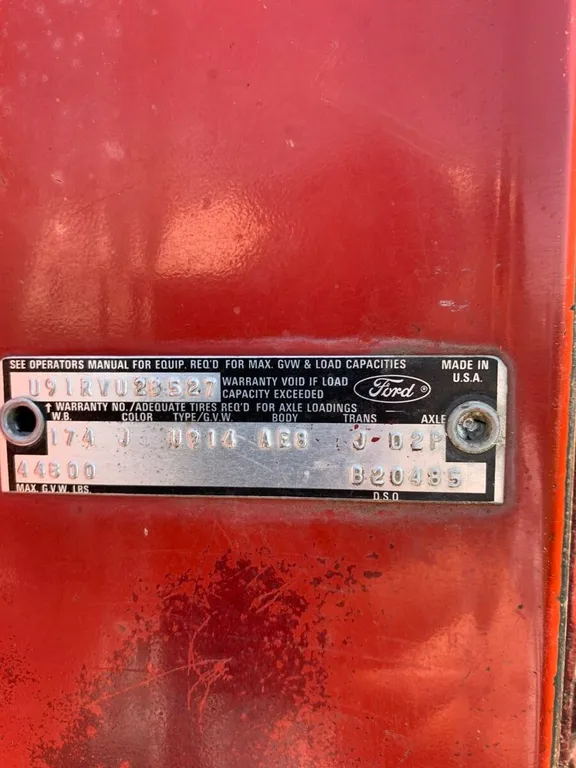 SEE OPERATORS MANUAL FOR EQUIP. REQ'D FOR MAX. GVW & LOAD CAPACITIES MADE IN U.S.A.
U91RVU23527 WARRANTY VOID IF LOAD CAPACITY EXCEEDED Ford ®
↑ WARRANTY NO./ADEQUATE TIRES REQ'D FOR AXLE LOADINGS
W.B. COLOR TYPE/G.V.W. BODY TRANS AXLE
174 J U914 J D2P
44800 B20485
MAX. G.V.W. LBS. D.S.O.